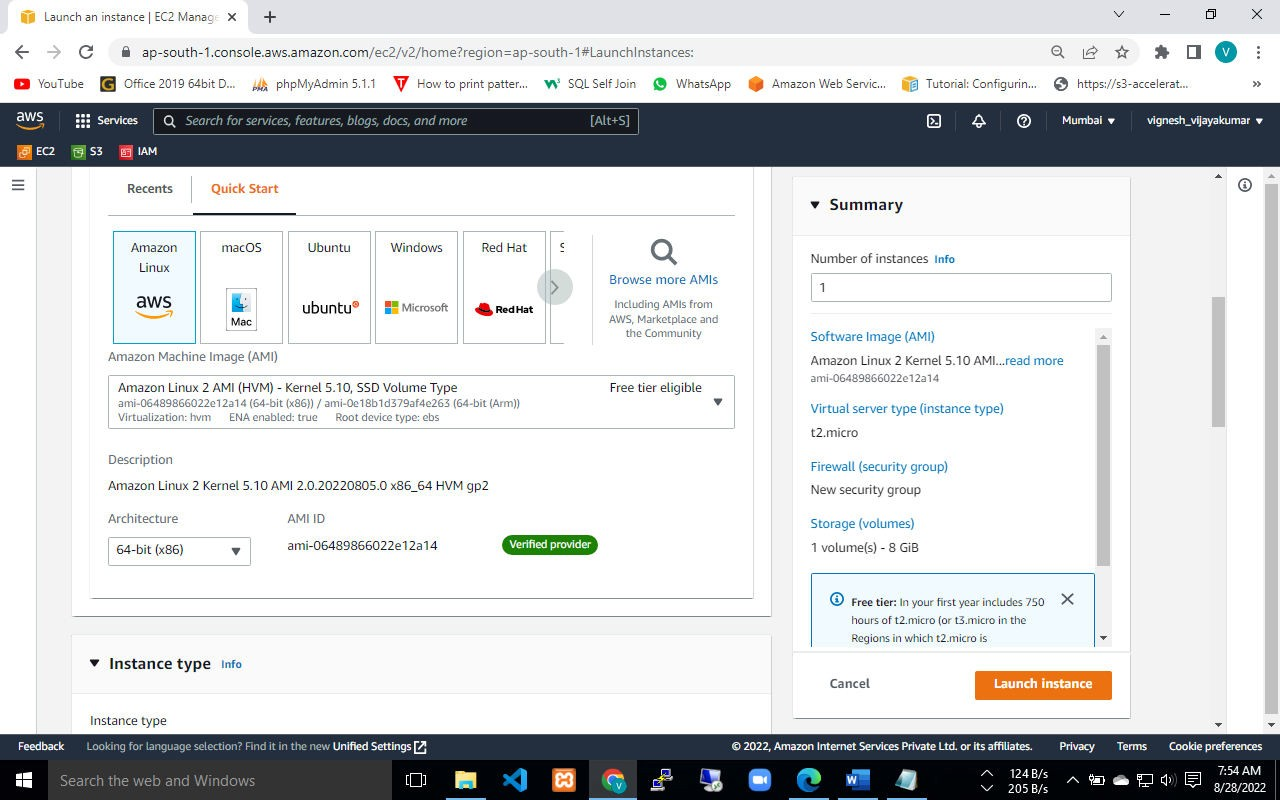 Launch an instance | EC2 Manage
ap-south-1.console.aws.amazon.com/ec2/v2/home?region=ap-south-1#LaunchInstances:
V
YouTube
Office 2019 64bit D...
PMA
phpMyAdmin 5.1.1
How to print patter...
SQL Self Join
WhatsApp
Amazon Web Servic...
Tutorial: Configurin...
https://s3-accelerat...
»
aws
Services
Search for services, features, blogs, docs, and more
[Alt+S]
Mumbai
vignesh_vijayakumar
EC2
S3
IAM
Recents
Quick Start
Amazon Linux
aws
macOS
Mac
Ubuntu
ubuntu
Windows
Microsoft
Red Hat
Red Hat
S
Browse more AMIs
Including AMIs from
AWS, Marketplace and
the Community
Amazon Machine Image (AMI)
Amazon Linux 2 AMI (HVM) - Kernel 5.10, SSD Volume Type
Free tier eligible
ami-06489866022e12a14 (64-bit (x86)) / ami-0e18b1d379af4e263 (64-bit (Arm))
Virtualization: hvm ENA enabled: true Root device type: ebs
Description
Amazon Linux 2 Kernel 5.10 AMI 2.0.20220805.0 x86_64 HVM gp2
Architecture
AMI ID
64-bit (x86)
ami-06489866022e12a14
Verified provider
Instance type Info
Instance type
Summary
Number of instances Info
1
Software Image (AMI)
Amazon Linux 2 Kernel 5.10 AMI...read more
ami-06489866022e12a14
Virtual server type (instance type)
t2.micro
Firewall (security group)
New security group
Storage (volumes)
1 volume(s) - 8 GiB
Free tier: In your first year includes 750
hours of t2.micro (or t3.micro in the
Regions in which t2.micro is
Cancel
Launch instance
Feedback
Looking for language selection? Find it in the new Unified Settings
© 2022, Amazon Internet Services Private Ltd. or its affiliates.
Privacy
Terms
Cookie preferences
Search the web and Windows
124 B/s
205 B/s
7:54 AM
8/28/2022